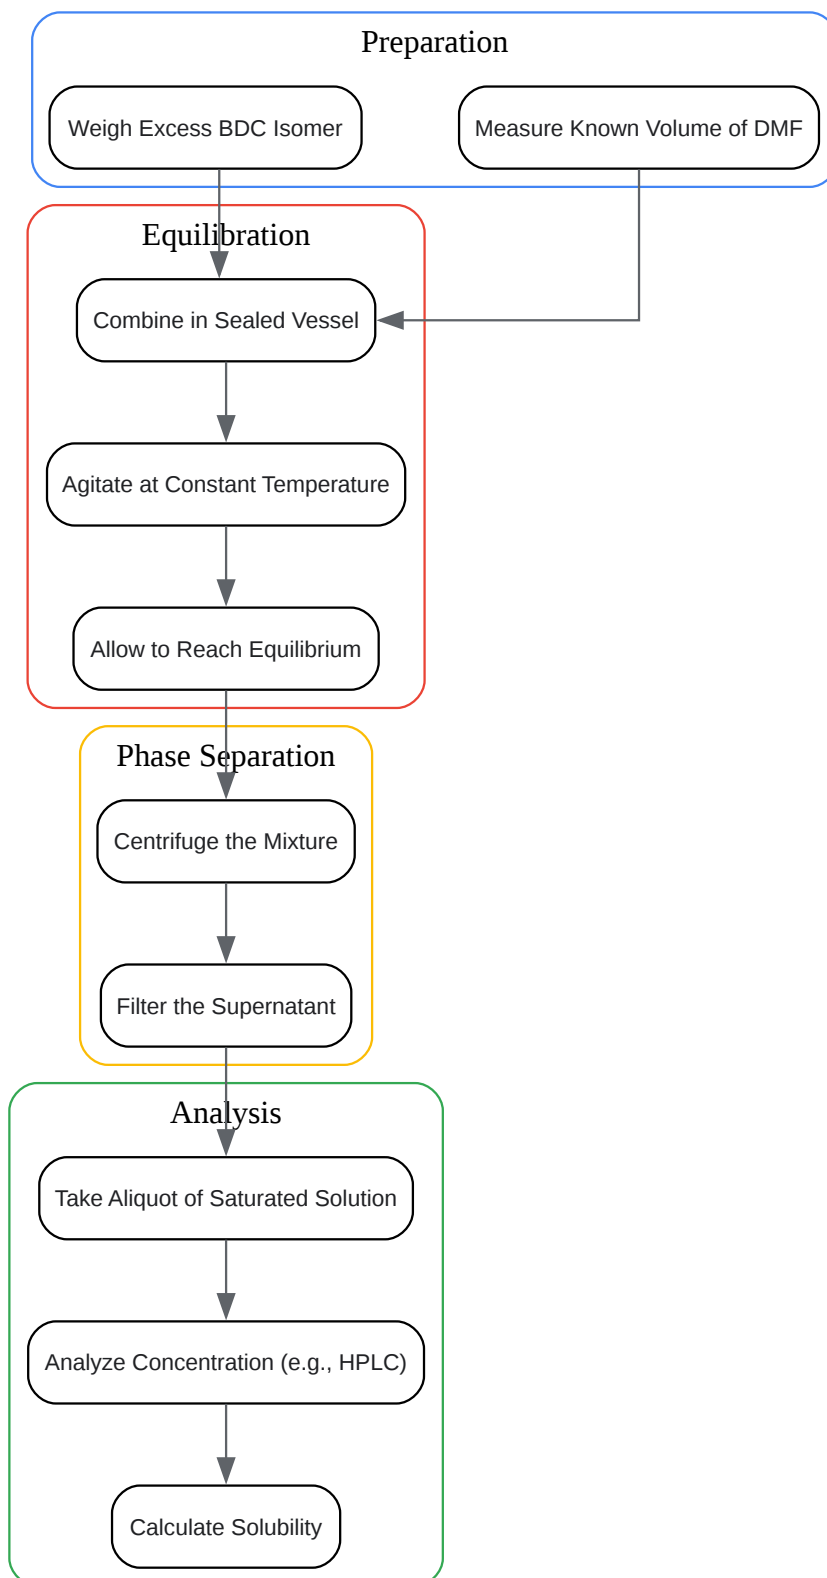 Preparation
Weigh Excess BDC Isomer
Measure Known Volume of DMF
Equilibration
Combine in Sealed Vessel
Agitate at Constant Temperature
Allow to Reach Equilibrium
Phase Separation
Centrifuge the Mixture
Filter the Supernatant
Analysis
Take Aliquot of Saturated Solution
Analyze Concentration (e.g., HPLC)
Calculate Solubility